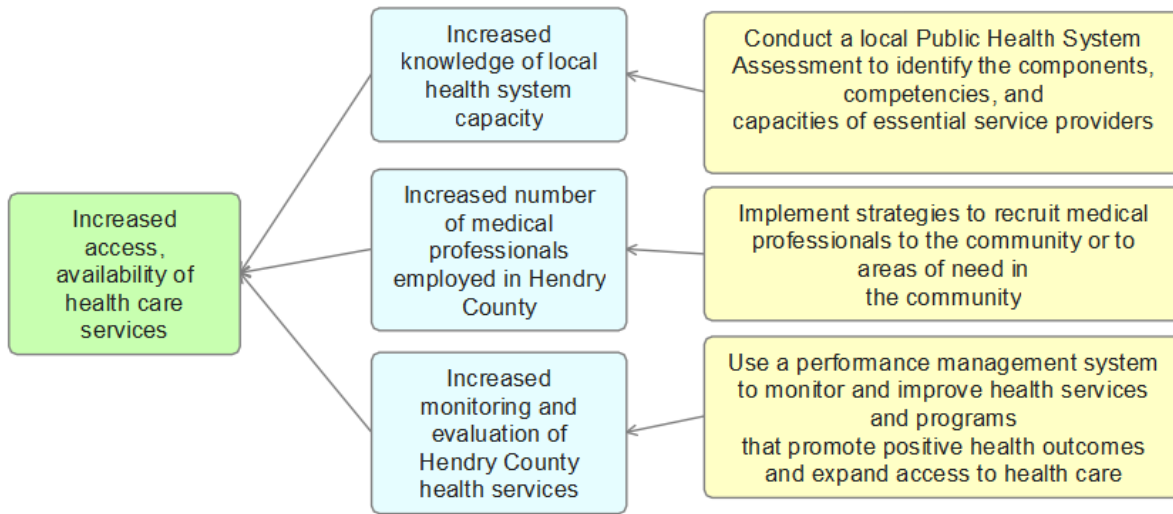 Increased
access,
availability of
health care
services
Increased
knowledge of local
health system
capacity
Increased number
of medical
professionals
employed in Hendry
County
Increased
monitoring and
evaluation of
Hendry County
health services
Conduct a local Public Health System
Assessment to identify the components,
competencies, and
capacities of essential service providers
Implement strategies to recruit medical
professionals to the community or to
areas of need in
the community
Use a performance management system
to monitor and improve health services
and programs
that promote positive health outcomes
and expand access to health care